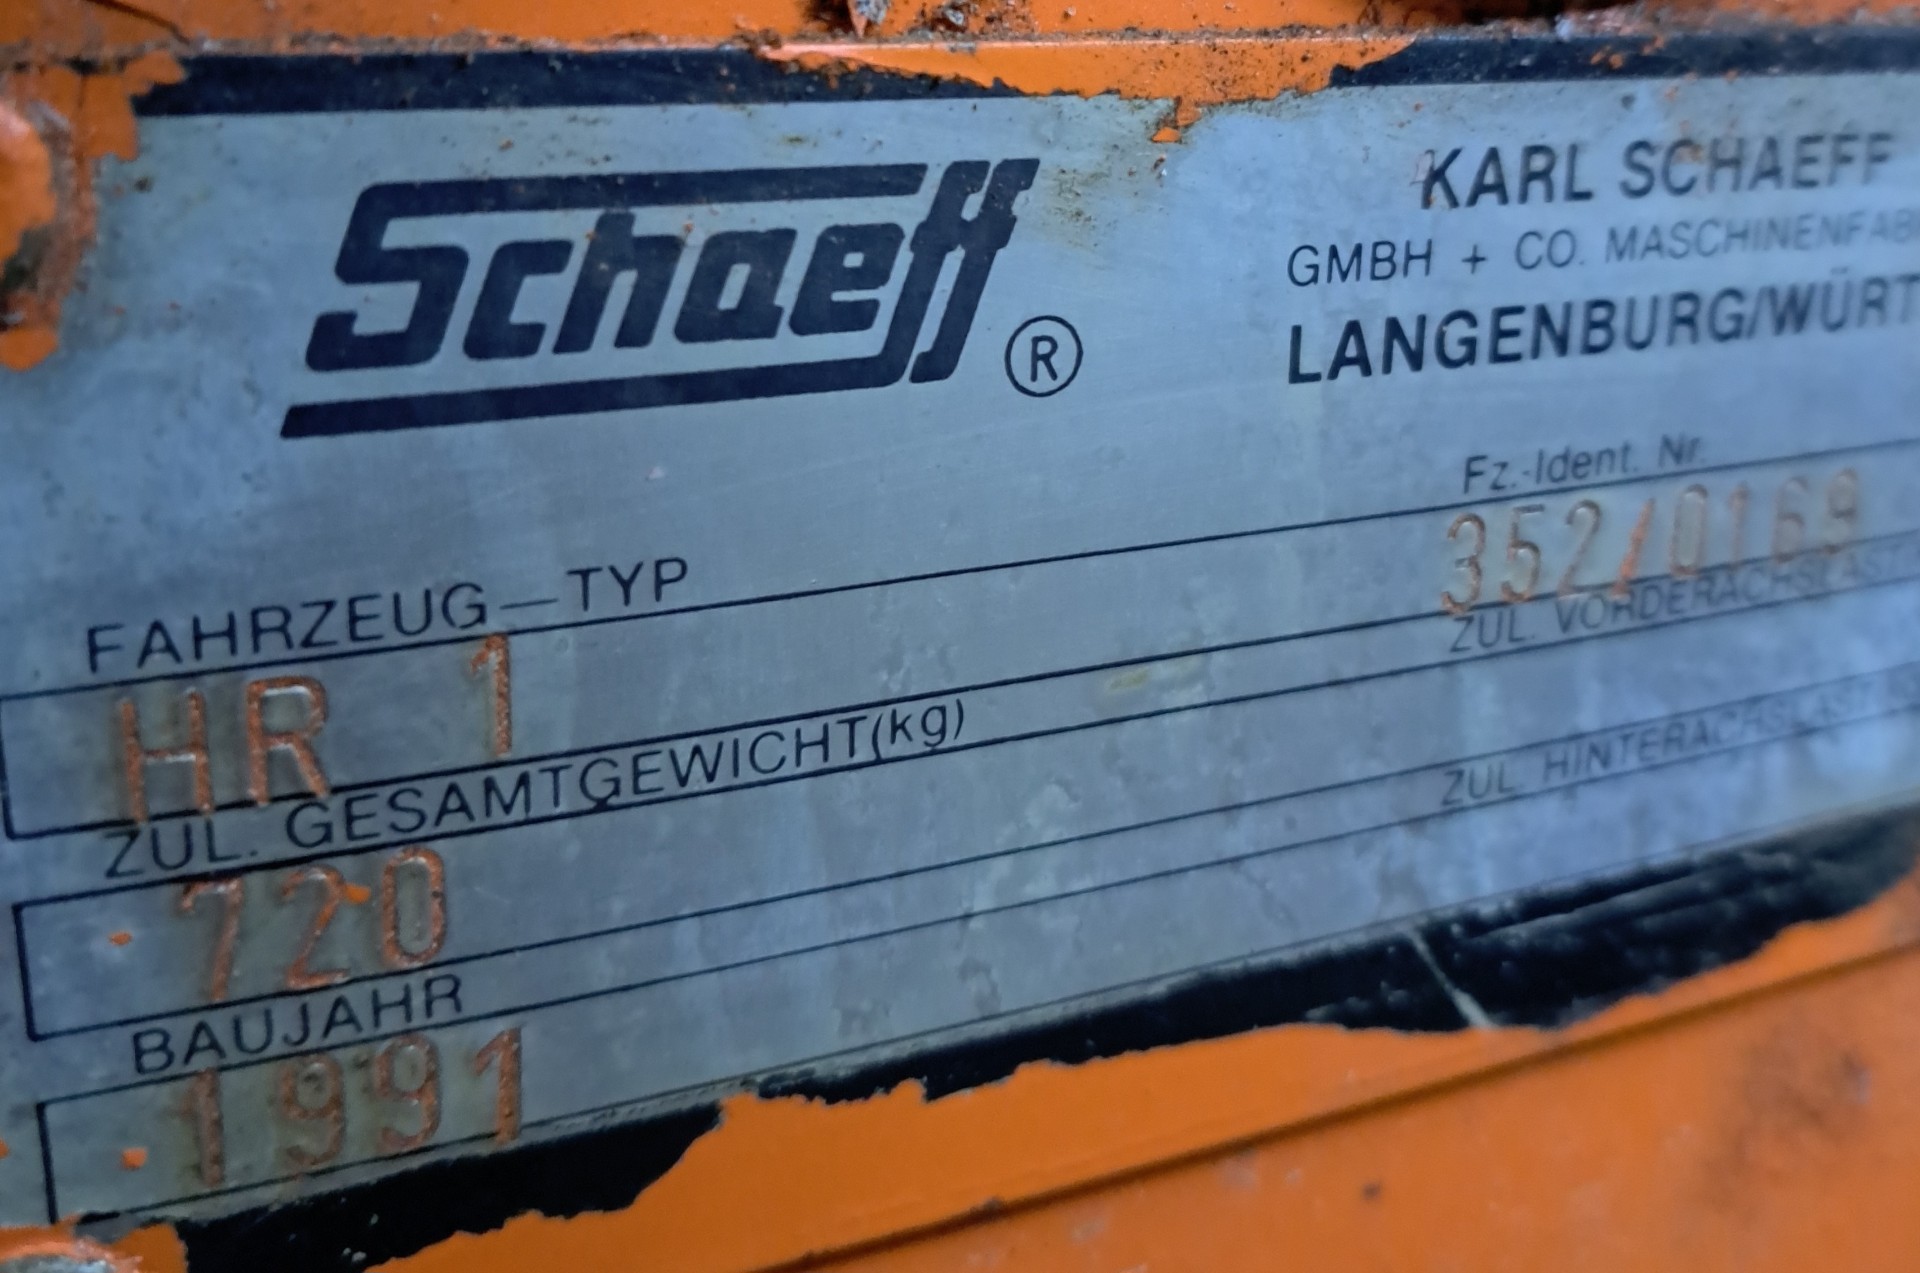 Schaeff ®
KARL SCHAEFF
GMBH + CO. MASCHINENFAB
LANGENBURG/WÜRT
FAHRZEUG-TYP
Fz.-Ident. Nr.
HR 1
352/0169
ZUL. GESAMTGEWICHT(kg)
ZUL. VORDERACHSLAST
720
ZUL. HINTERACHSLAST
BAUJAHR
1991